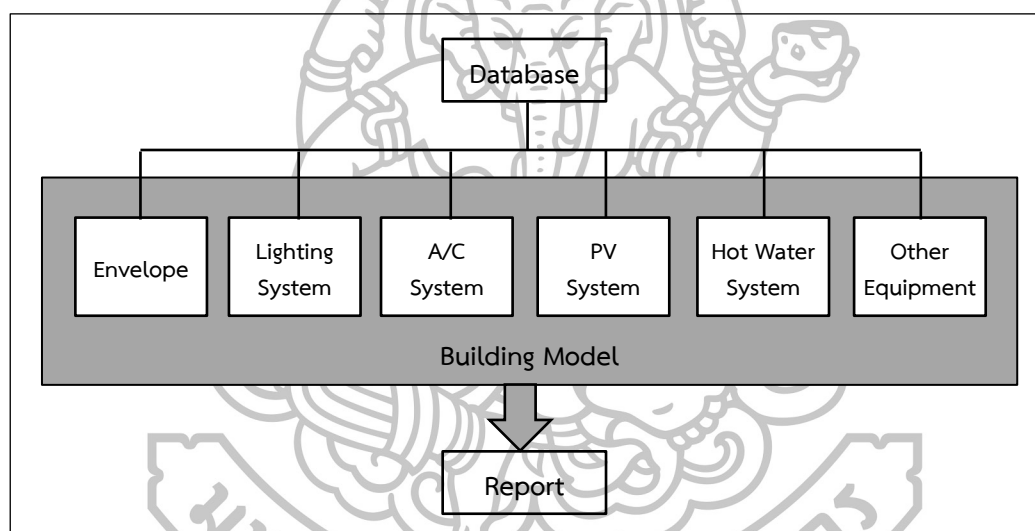 Database
Envelope
Lighting
System
A/C
System
PV
System
Hot Water
System
Other
Equipment
Building Model
Report